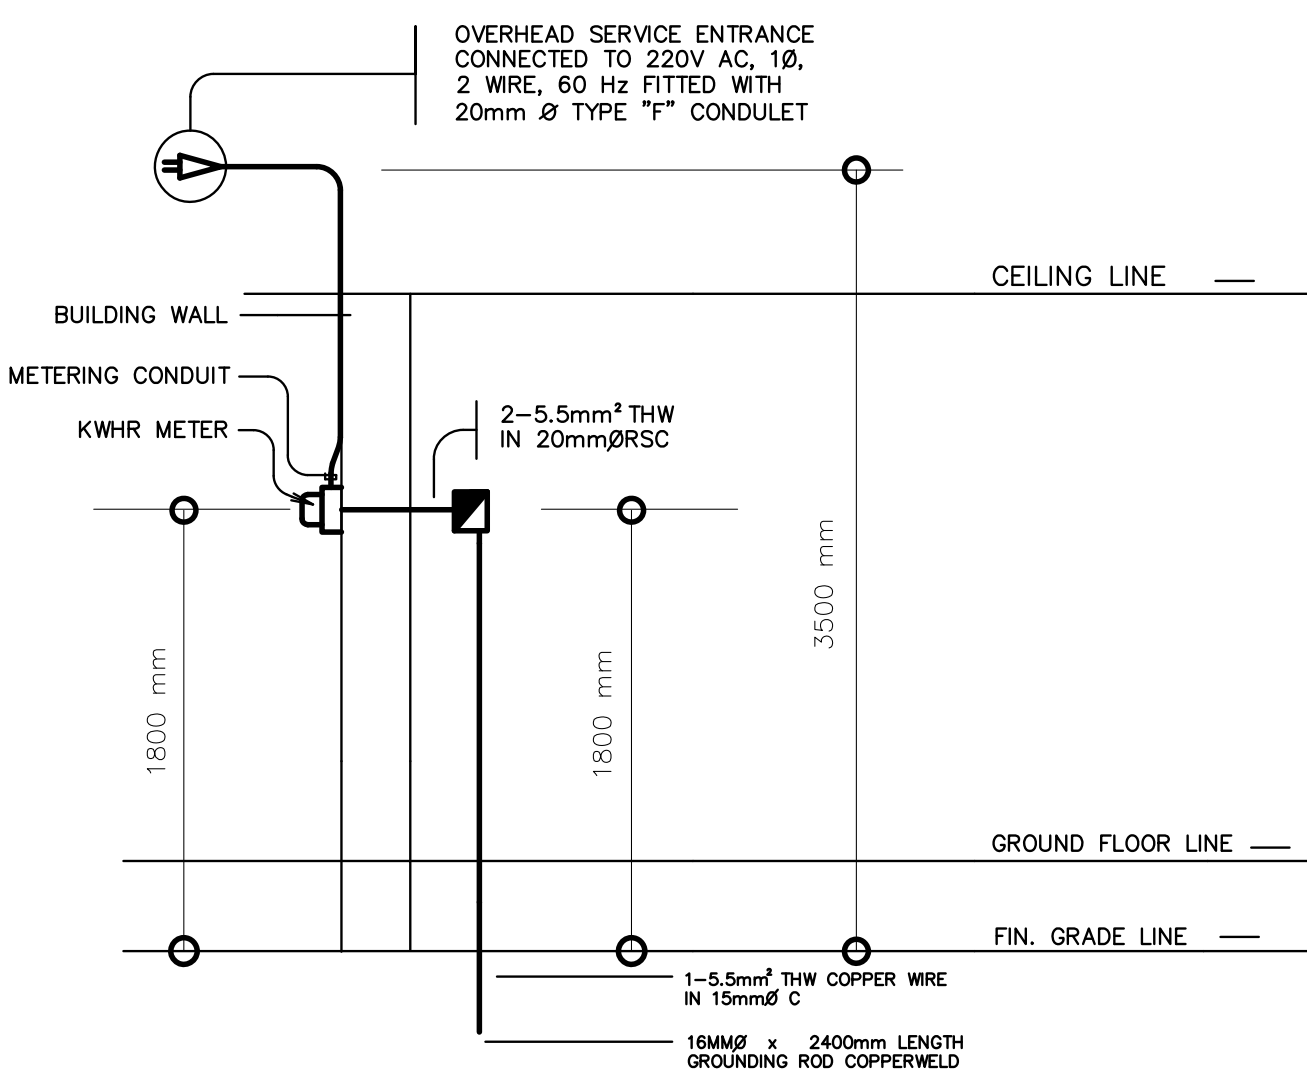 OVERHEAD SERVICE ENTRANCE
CONNECTED TO 220V AC, 1Ø,
2 WIRE, 60 Hz FITTED WITH
20mm Ø TYPE "F" CONDULET
CEILING LINE
BUILDING WALL
METERING CONDUIT
KWHR METER
2-5.5mm² THW
IN 20mmØRSC
3500 mm
1800 mm
1800 mm
GROUND FLOOR LINE
FIN. GRADE LINE
1-5.5mm² THW COPPER WIRE
IN 15mmØ C
16MMØ x 2400mm LENGTH
GROUNDING ROD COPPERWELD